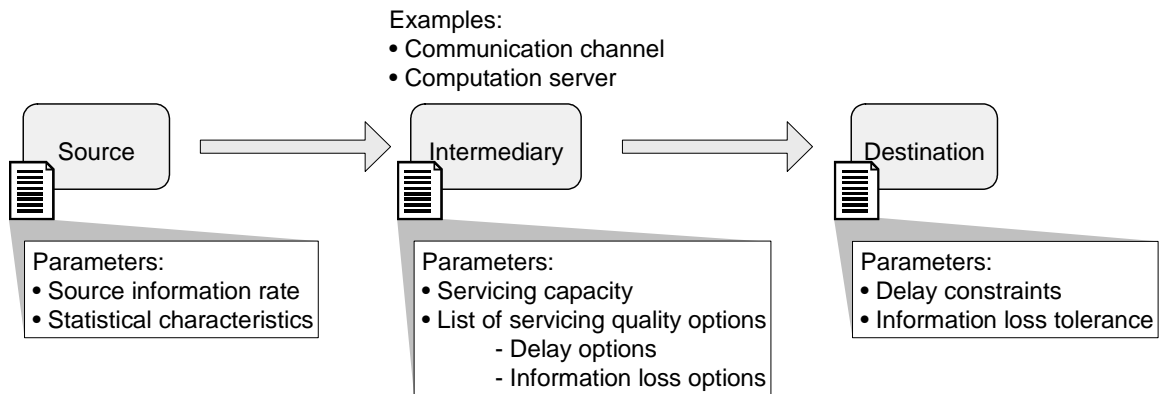 Examples:
• Communication channel
• Computation server
Source
Intermediary
Destination
Parameters:
• Source information rate
• Statistical characteristics
Parameters:
• Servicing capacity
• List of servicing quality options
- Delay options
- Information loss options
Parameters:
• Delay constraints
• Information loss tolerance